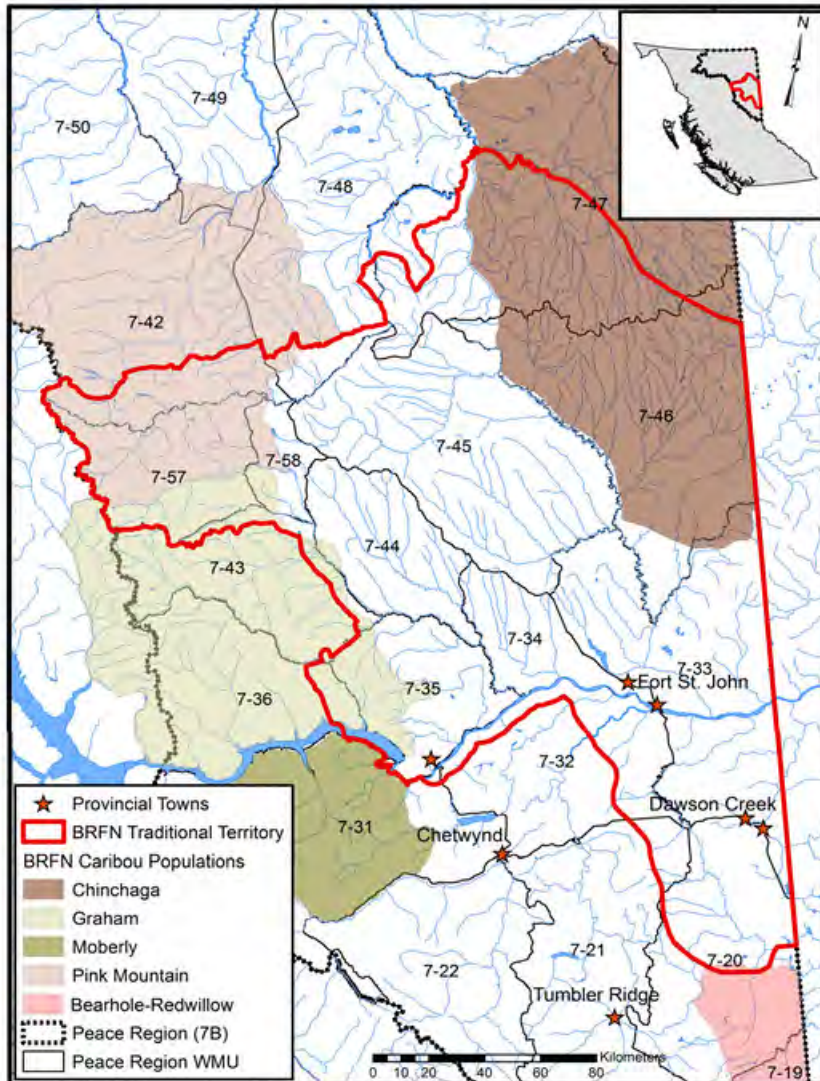 N
7-50
7-49
7-48
7-47
7-42
7-46
7-45
7-57
7-58
7-44
7-43
7-34
7-33
Fort St. John
7-35
7-36
7-32
Dawson Creek
7-31
Chetwynd
7-22
7-21
7-20
Tumbler Ridge
7-19
Provincial Towns
BRFN Traditional Territory
BRFN Caribou Populations
Chinchaga
Graham
Moberly
Pink Mountain
Bearhole-Redwillow
Peace Region (7B)
Peace Region WMU
Kilometers
0 10 20 40 60 80